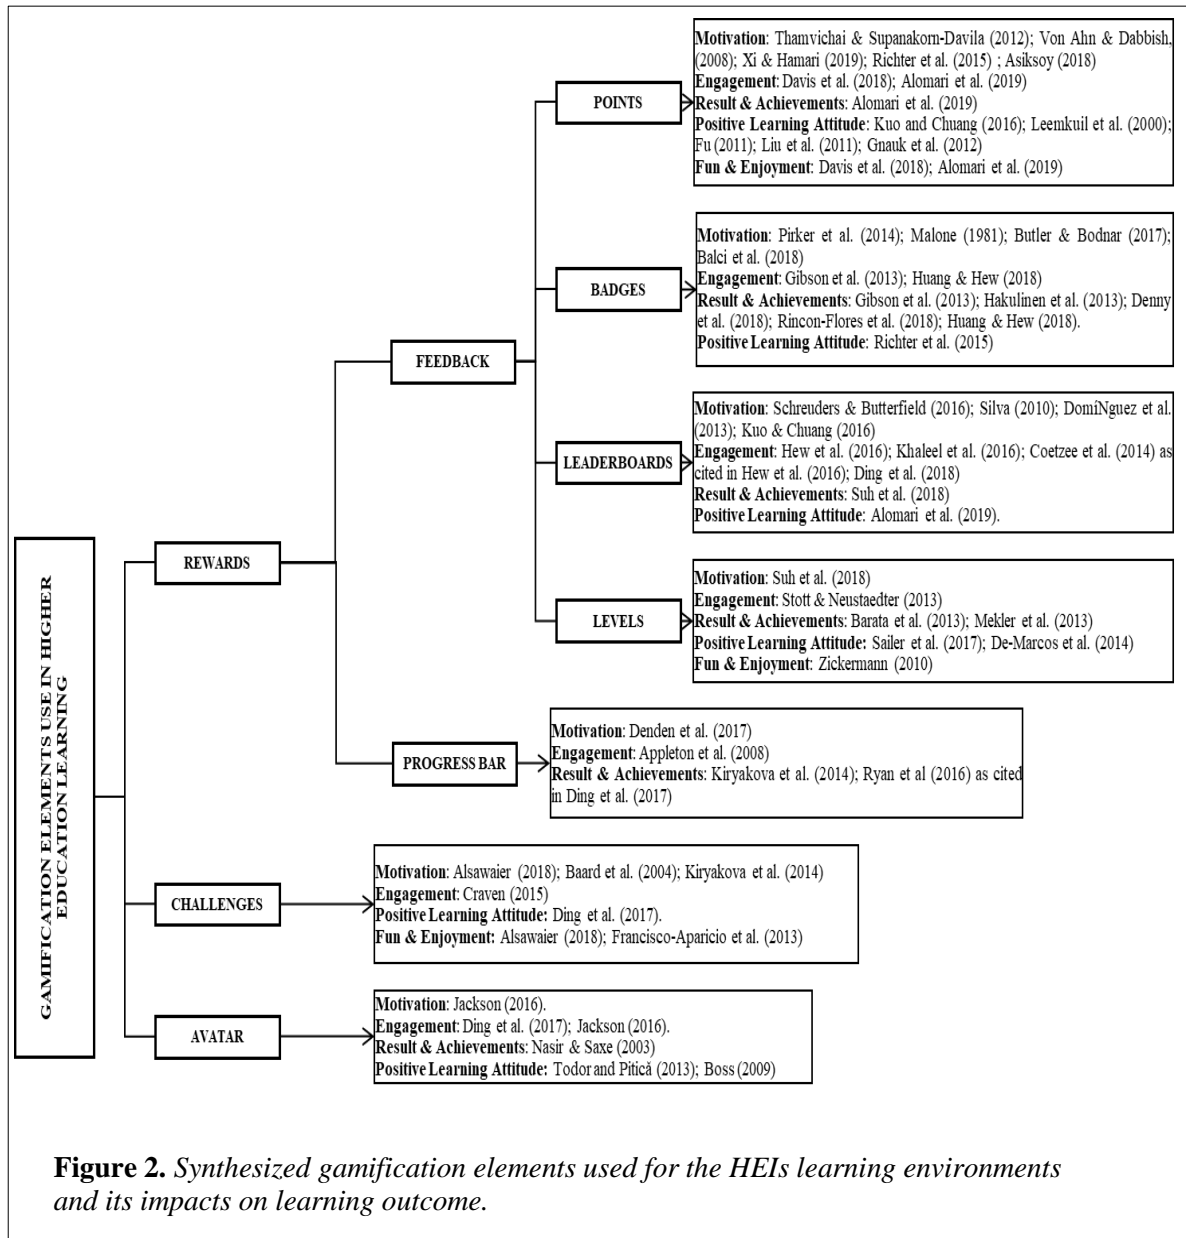 GAMIFICATION ELEMENTS USE IN HIGHER
EDUCATION LEARNING
REWARDS
FEEDBACK
POINTS
Motivation: Thamvichai & Supanakorn-Davila (2012); Von Ahn & Dabbish,
(2008); Xi & Hamari (2019); Richter et al. (2015) ; Asiksoy (2018)
Engagement: Davis et al. (2018); Alomari et al. (2019)
Result & Achievements: Alomari et al. (2019)
Positive Learning Attitude: Kuo and Chuang (2016); Leemkuil et al. (2000);
Fu (2011); Liu et al. (2011); Gnauk et al. (2012)
Fun & Enjoyment: Davis et al. (2018); Alomari et al. (2019)
BADGES
Motivation: Pirker et al. (2014); Malone (1981); Butler & Bodnar (2017);
Balci et al. (2018)
Engagement: Gibson et al. (2013); Huang & Hew (2018)
Result & Achievements: Gibson et al. (2013); Hakulinen et al. (2013); Denny
et al. (2018); Rincon-Flores et al. (2018); Huang & Hew (2018).
Positive Learning Attitude: Richter et al. (2015)
LEADERBOARDS
Motivation: Schreuders & Butterfield (2016); Silva (2010); DomíNguez et al.
(2013); Kuo & Chuang (2016)
Engagement: Hew et al. (2016); Khaleel et al. (2016); Coetzee et al. (2014) as
cited in Hew et al. (2016); Ding et al. (2018)
Result & Achievements: Suh et al. (2018)
Positive Learning Attitude: Alomari et al. (2019).
LEVELS
Motivation: Suh et al. (2018)
Engagement: Stott & Neustaedter (2013)
Result & Achievements: Barata et al. (2013); Mekler et al. (2013)
Positive Learning Attitude: Sailer et al. (2017); De-Marcos et al. (2014)
Fun & Enjoyment: Zickermann (2010)
PROGRESS BAR
Motivation: Denden et al. (2017)
Engagement: Appleton et al. (2008)
Result & Achievements: Kiryakova et al. (2014); Ryan et al (2016) as cited
in Ding et al. (2017)
CHALLENGES
Motivation: Alsawaier (2018); Baard et al. (2004); Kiryakova et al. (2014)
Engagement: Craven (2015)
Positive Learning Attitude: Ding et al. (2017).
Fun & Enjoyment: Alsawaier (2018); Francisco-Aparicio et al. (2013)
AVATAR
Motivation: Jackson (2016).
Engagement: Ding et al. (2017); Jackson (2016).
Result & Achievements: Nasir & Saxe (2003)
Positive Learning Attitude: Todor and Pitică (2013); Boss (2009)
Figure 2. Synthesized gamification elements used for the HEIs learning environments
and its impacts on learning outcome.